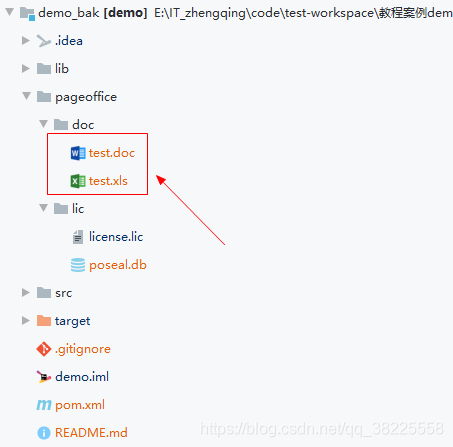 demo_bak [demo] E:\IT_zhengqing\code\test-workspace\教程案例dem
.idea
lib
pageoffice
doc
test.doc
test.xls
lic
license.lic
poseal.db
src
target
.gitignore
demo.iml
pom.xml
README.md
https://blog.csdn.net/qq_38225558